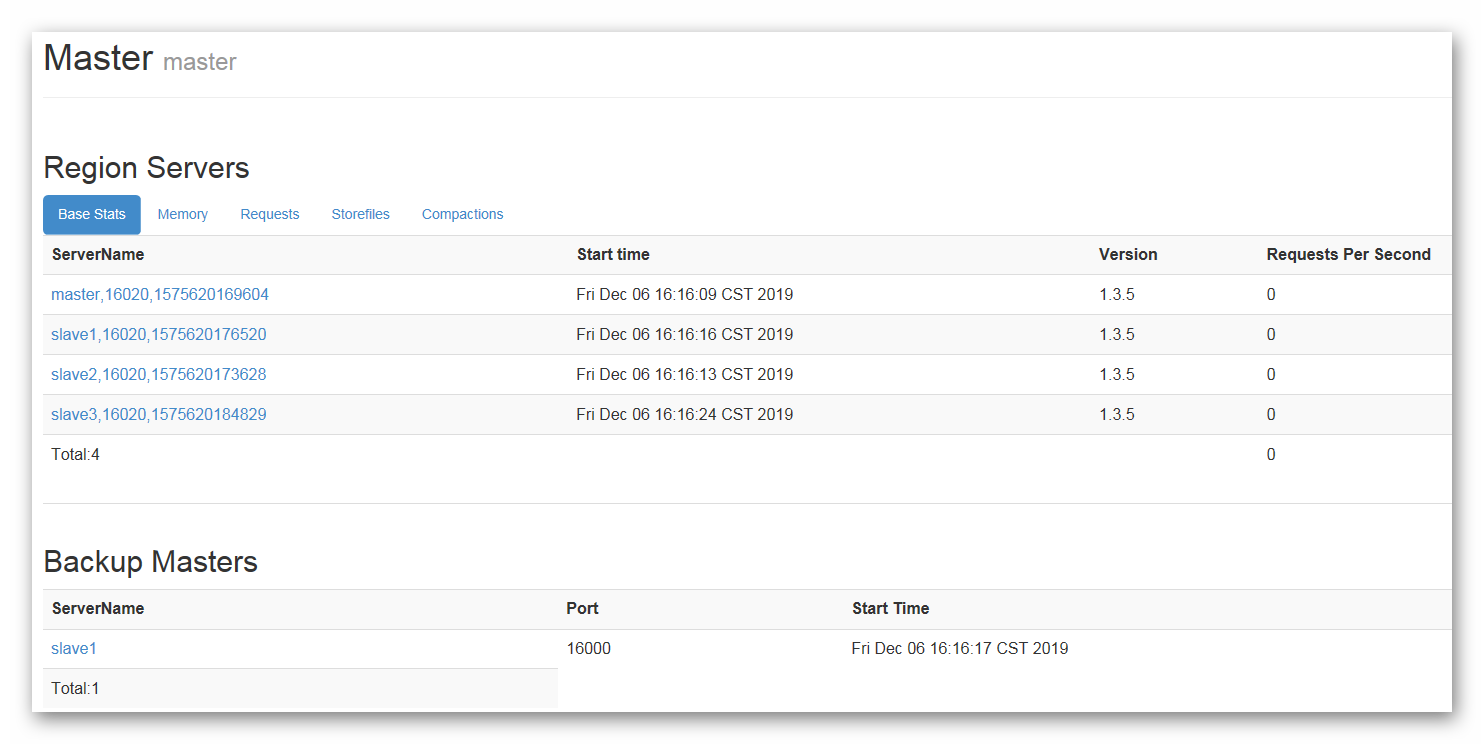 Master master
Region Servers
Base Stats Memory Requests Storefiles Compactions
ServerName Start time Version Requests Per Second
master,16020,1575620169604 Fri Dec 06 16:16:09 CST 2019 1.3.5 0
slave1,16020,1575620176520 Fri Dec 06 16:16:16 CST 2019 1.3.5 0
slave2,16020,1575620173628 Fri Dec 06 16:16:13 CST 2019 1.3.5 0
slave3,16020,1575620184829 Fri Dec 06 16:16:24 CST 2019 1.3.5 0
Total:4 0
Backup Masters
ServerName Port Start Time
slave1 16000 Fri Dec 06 16:16:17 CST 2019
Total:1